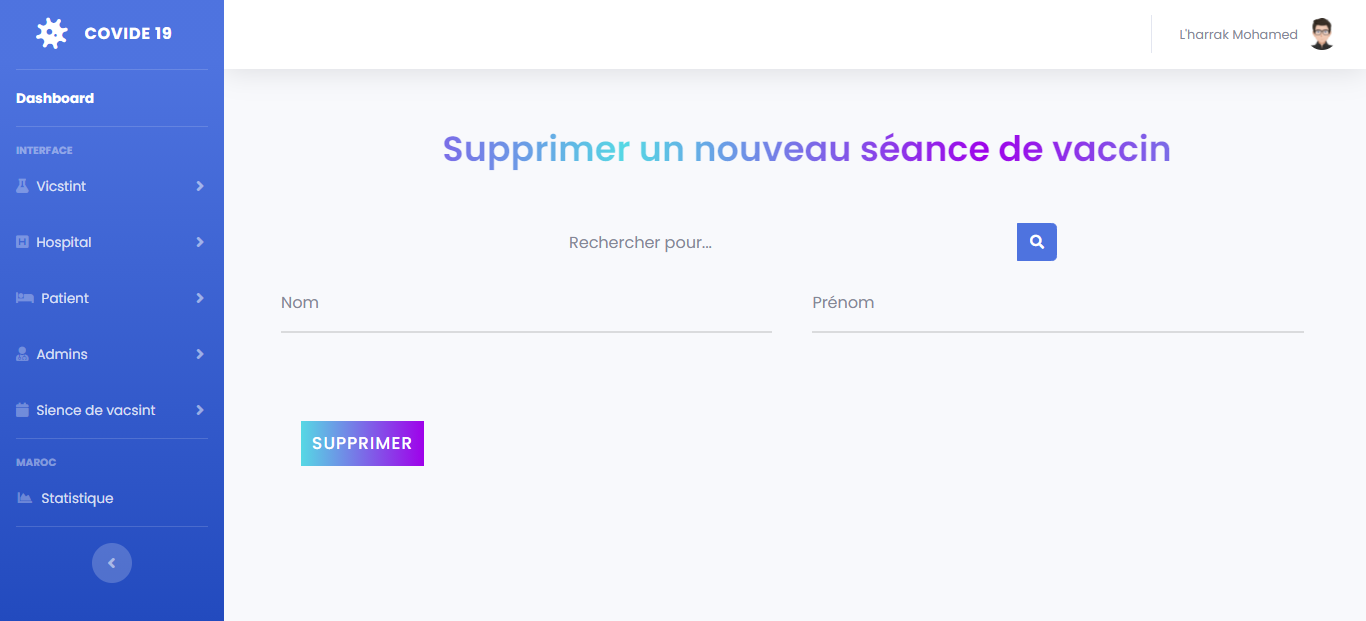 COVIDE 19
L'harrak Mohamed
Dashboard
INTERFACE
Vicstint
Hospital
Patient
Admins
Sience de vacsint
MAROC
Statistique
Supprimer un nouveau séance de vaccin
Rechercher pour...
Nom
Prénom
SUPPRIMER